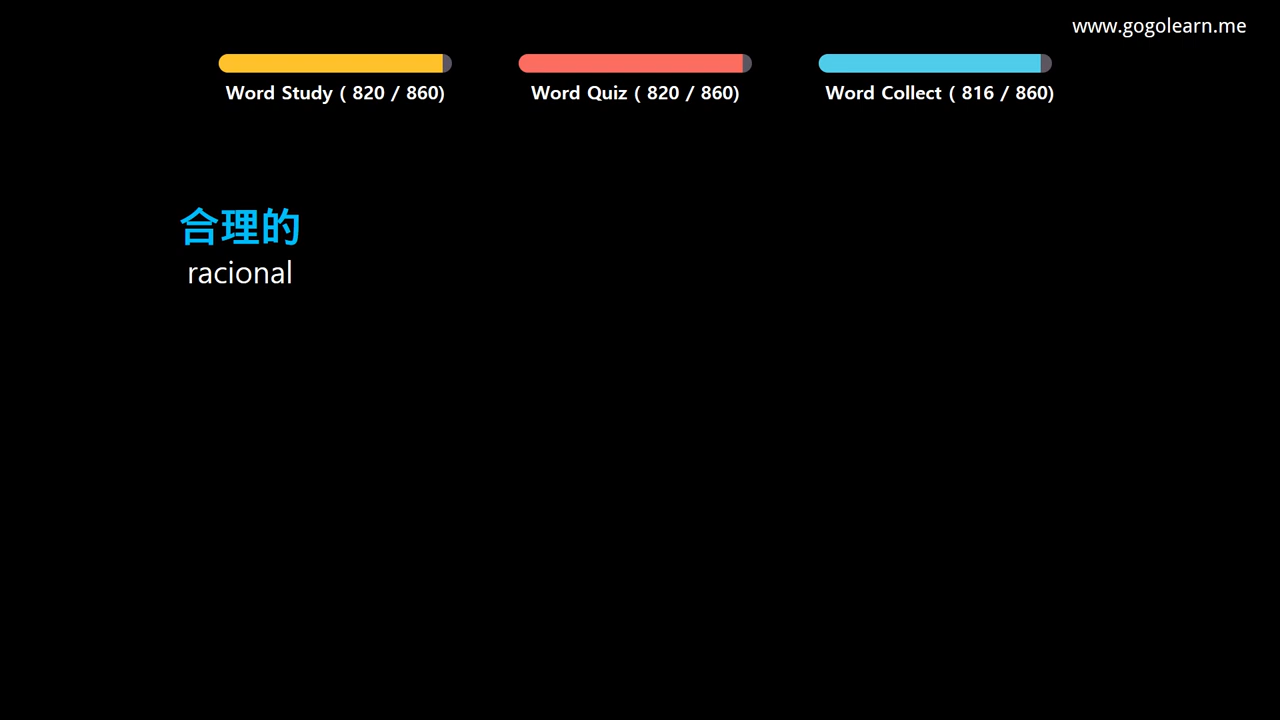 www.gogolearn.me
Word Study ( 820 / 860)
Word Quiz ( 820 / 860)
Word Collect ( 816 / 860)
合理的
racional